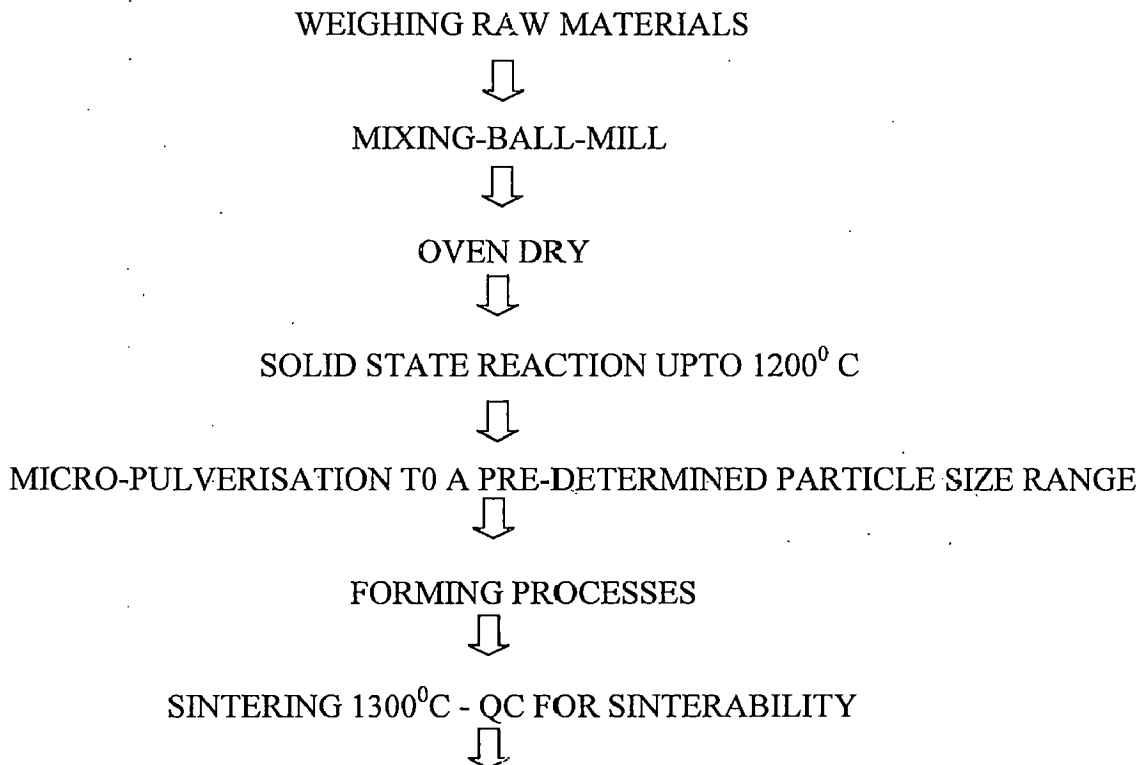 WEIGHING RAW MATERIALS
MIXING-BALL-MILL
OVEN DRY
SOLID STATE REACTION UPTO 1200⁰ C
MICRO-PULVERISATION T0 A PRE-DETERMINED PARTICLE SIZE RANGE
FORMING PROCESSES
SINTERING 1300⁰C - QC FOR SINTERABILITY